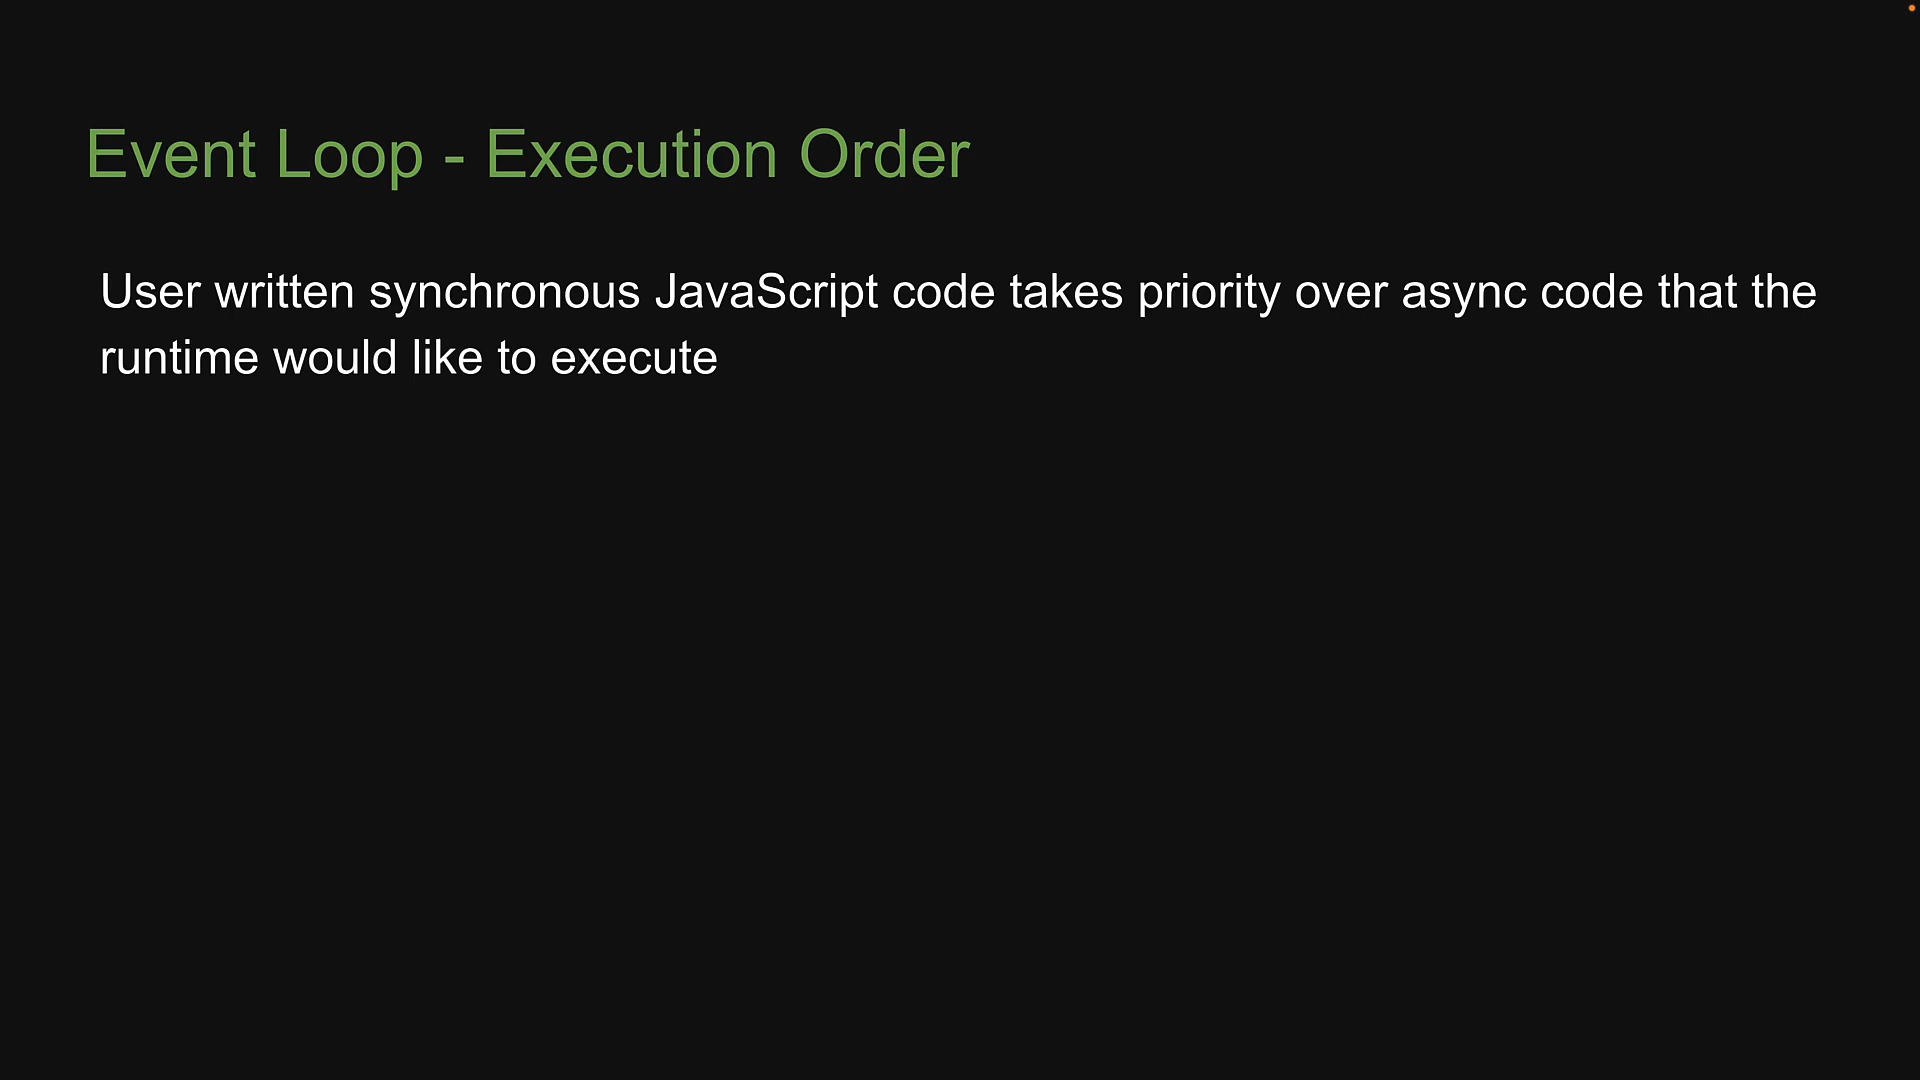 Event Loop - Execution Order
User written synchronous JavaScript code takes priority over async code that the
runtime would like to execute